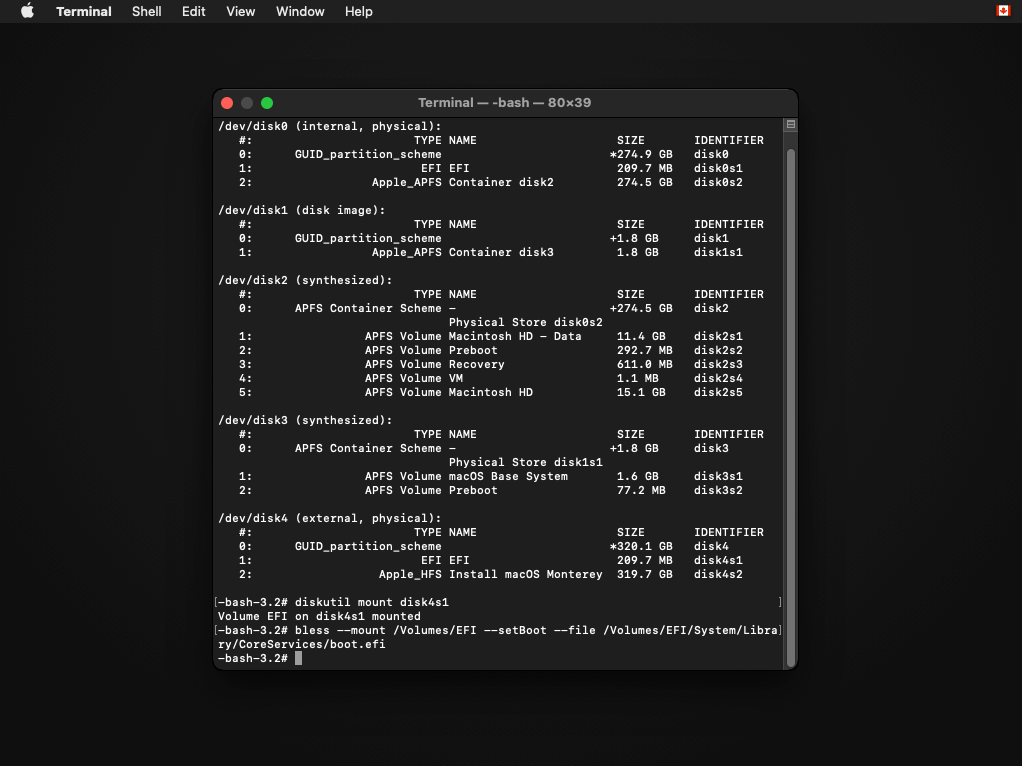 Terminal Shell Edit View Window Help
Terminal — -bash — 80×39
/dev/disk0 (internal, physical):
#: TYPE NAME SIZE IDENTIFIER
0: GUID_partition_scheme *274.9 GB disk0
1: EFI EFI 209.7 MB disk0s1
2: Apple_APFS Container disk2 274.5 GB disk0s2
/dev/disk1 (disk image):
#: TYPE NAME SIZE IDENTIFIER
0: GUID_partition_scheme +1.8 GB disk1
1: Apple_APFS Container disk3 1.8 GB disk1s1
/dev/disk2 (synthesized):
#: TYPE NAME SIZE IDENTIFIER
0: APFS Container Scheme - +274.5 GB disk2
Physical Store disk0s2
1: APFS Volume Macintosh HD - Data 11.4 GB disk2s1
2: APFS Volume Preboot 292.7 MB disk2s2
3: APFS Volume Recovery 611.0 MB disk2s3
4: APFS Volume VM 1.1 MB disk2s4
5: APFS Volume Macintosh HD 15.1 GB disk2s5
/dev/disk3 (synthesized):
#: TYPE NAME SIZE IDENTIFIER
0: APFS Container Scheme - +1.8 GB disk3
Physical Store disk1s1
1: APFS Volume macOS Base System 1.6 GB disk3s1
2: APFS Volume Preboot 77.2 MB disk3s2
/dev/disk4 (external, physical):
#: TYPE NAME SIZE IDENTIFIER
0: GUID_partition_scheme *320.1 GB disk4
1: EFI EFI 209.7 MB disk4s1
2: Apple_HFS Install macOS Monterey 319.7 GB disk4s2
[-bash-3.2# diskutil mount disk4s1 ]
Volume EFI on disk4s1 mounted
[-bash-3.2# bless --mount /Volumes/EFI --setBoot --file /Volumes/EFI/System/Libra]
ry/CoreServices/boot.efi
-bash-3.2#